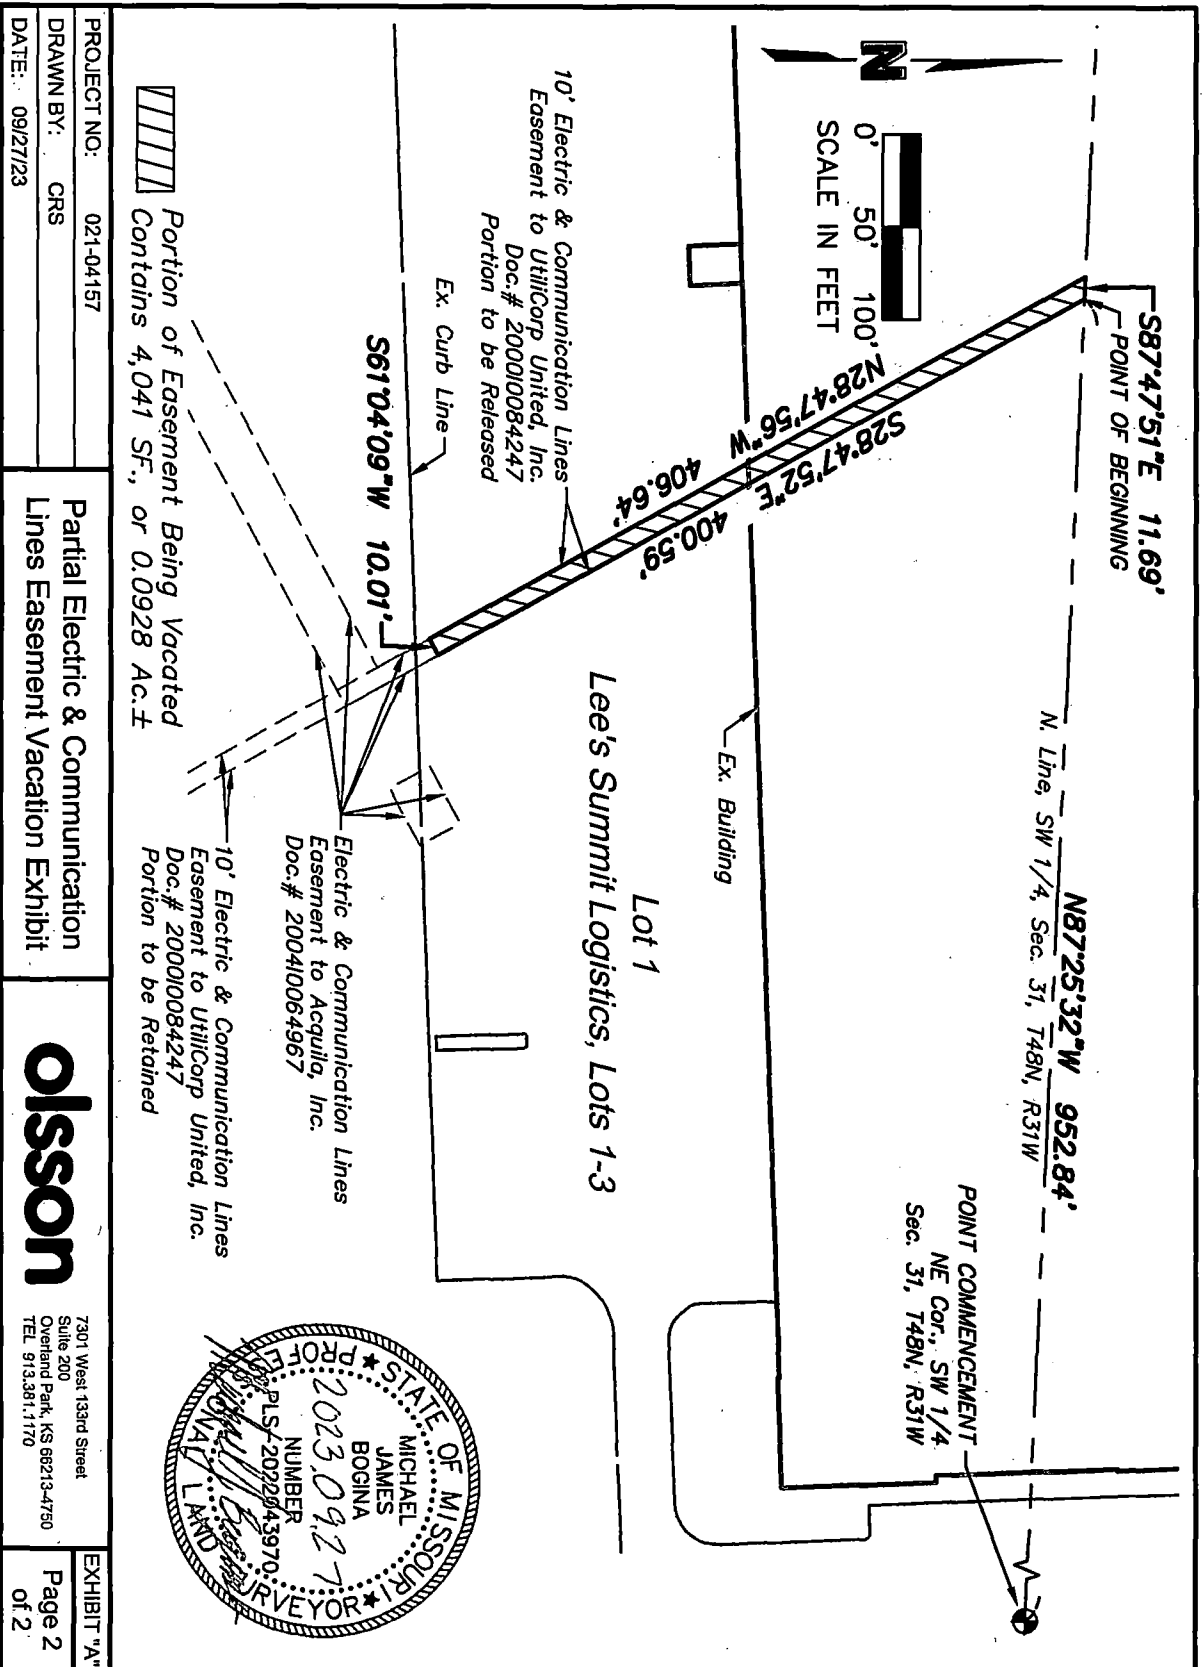 N
0' 50' 100'
SCALE IN FEET
S87°47'51"E 11.69'
POINT OF BEGINNING
N87°25'32"W 952.84'
N. Line, SW 1/4, Sec. 31, T48N, R31W
POINT COMMENCEMENT
NE Cor., SW 1/4
Sec. 31, T48N, R31W
N28°47'56"W 406.64'
S28°47'52"E 400.59'
10' Electric & Communication Lines
Easement to UtiliCorp United, Inc.
Doc.# 2000I0084247
Portion to be Released
Ex. Building
Lot 1
Lee's Summit Logistics, Lots 1-3
Ex. Curb Line
S61°04'09"W 10.01'
Electric & Communication Lines
Easement to Acquila, Inc.
Doc.# 2004I0064967
10' Electric & Communication Lines
Easement to UtiliCorp United, Inc.
Doc.# 2000I0084247
Portion to be Retained
Portion of Easement Being Vacated
Contains 4,041 SF., or 0.0928 Ac.±
STATE OF MISSOURI
MICHAEL
JAMES
BOGINA
2023.09.27
NUMBER
PLS-2022043970
LAND
PROJECT NO: 021-04157
DRAWN BY: CRS
DATE: 09/27/23
Partial Electric & Communication
Lines Easement Vacation Exhibit
olsson
7301 West 133rd Street
Suite 200
Overland Park, KS 66213-4750
TEL 913.381.1170
EXHIBIT "A"
Page 2
of 2